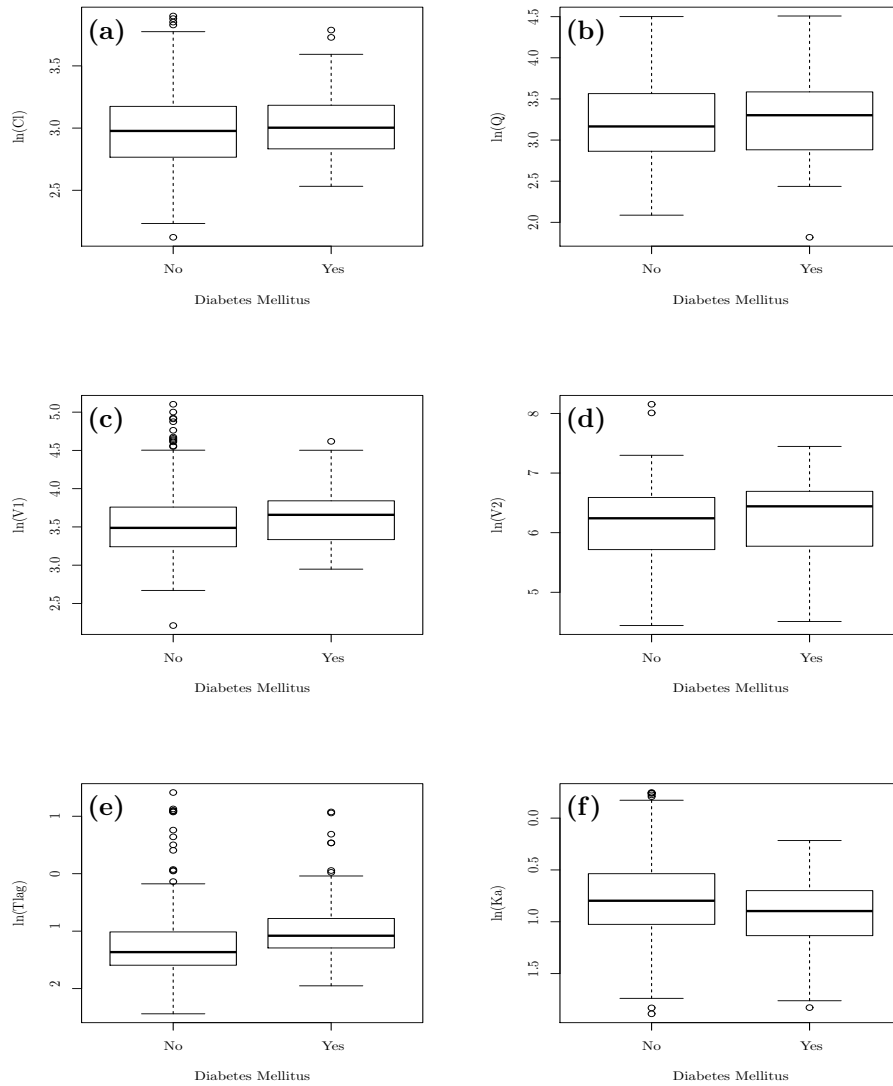 (a)
ln(Cl)
3.5
3.0
2.5
No
Yes
Diabetes Mellitus
(b)
ln(Q)
4.5
4.0
3.5
3.0
2.5
2.0
No
Yes
Diabetes Mellitus
(c)
ln(V1)
5.0
4.5
4.0
3.5
3.0
2.5
No
Yes
Diabetes Mellitus
(d)
ln(V2)
8
7
6
5
No
Yes
Diabetes Mellitus
(e)
ln(Tlag)
1
0
1
2
No
Yes
Diabetes Mellitus
(f)
ln(Ka)
0.0
0.5
1.0
1.5
No
Yes
Diabetes Mellitus